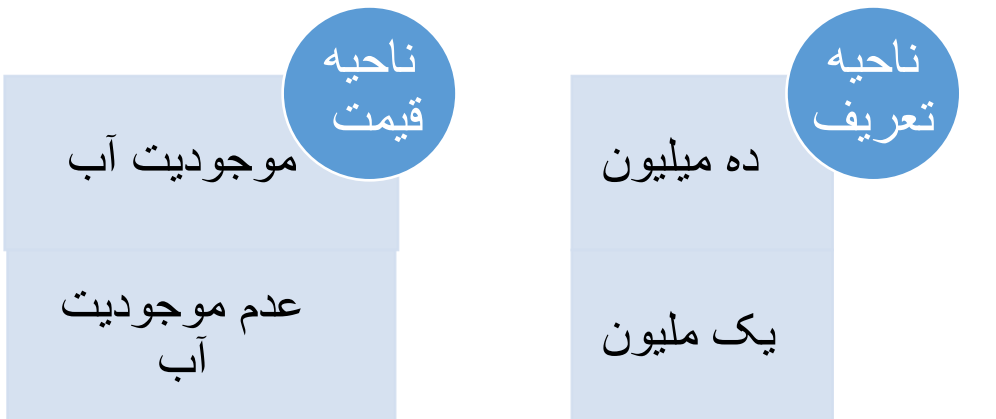 ناحیه
تعریف
ده میلیون
یک ملیون
ناحیه
قیمت
موجودیت آب
عدم موجودیت
آب